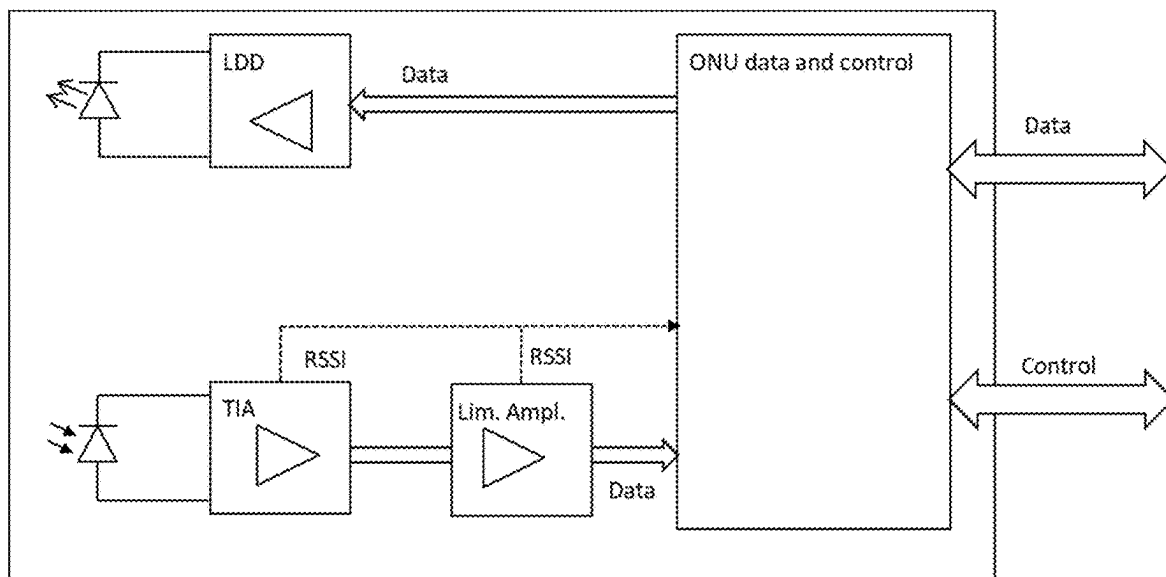 LDD
Data
ONU data and control
Data
RSSI
RSSI
Control
TIA
Lim. Ampl.
Data